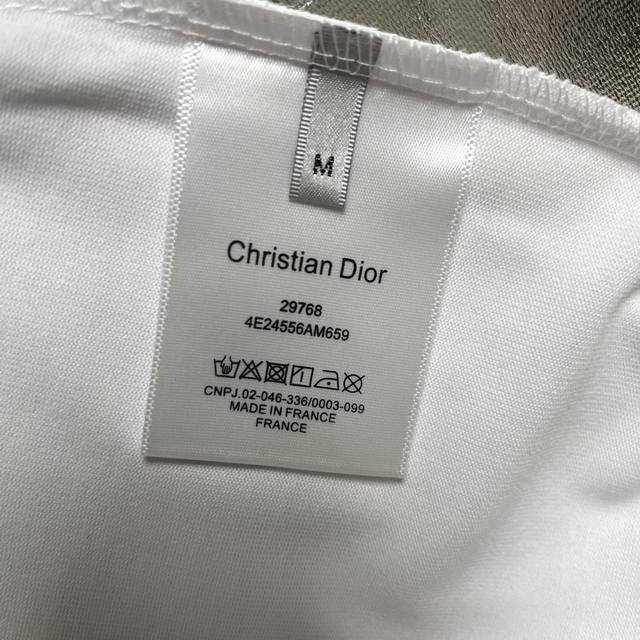 M
Christian Dior
29768
4E24556AM659
CNPJ.02-046-336/0003-099
MADE IN FRANCE
FRANCE